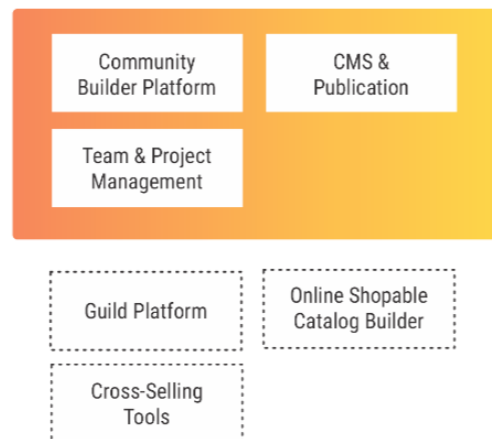 Community
Builder Platform
CMS &
Publication
Team & Project
Management
Guild Platform
Online Shopable
Catalog Builder
Cross-Selling
Tools